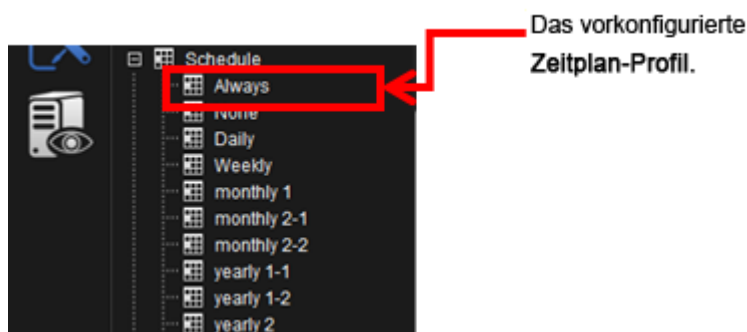 Das vorkonfigurierte
Zeitplan-Profil.
Schedule
Always
None
Daily
Weekly
monthly 1
monthly 2-1
monthly 2-2
yearly 1-1
yearly 1-2
yearly 2